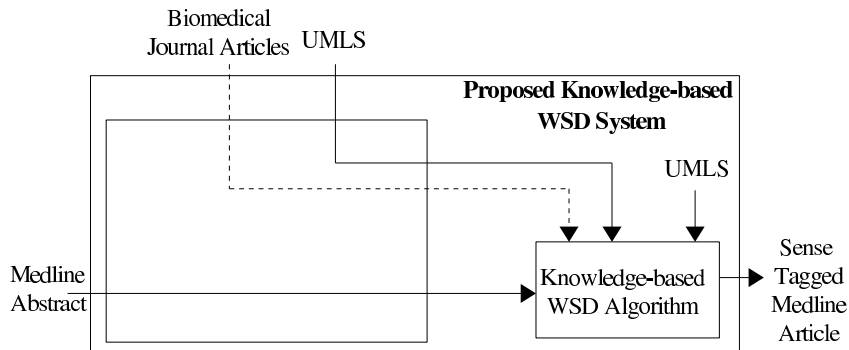 Biomedical
Journal Articles
UMLS
Proposed Knowledge-based
WSD System
UMLS
Medline
Abstract
Knowledge-based
WSD Algorithm
Sense
Tagged
Medline
Article